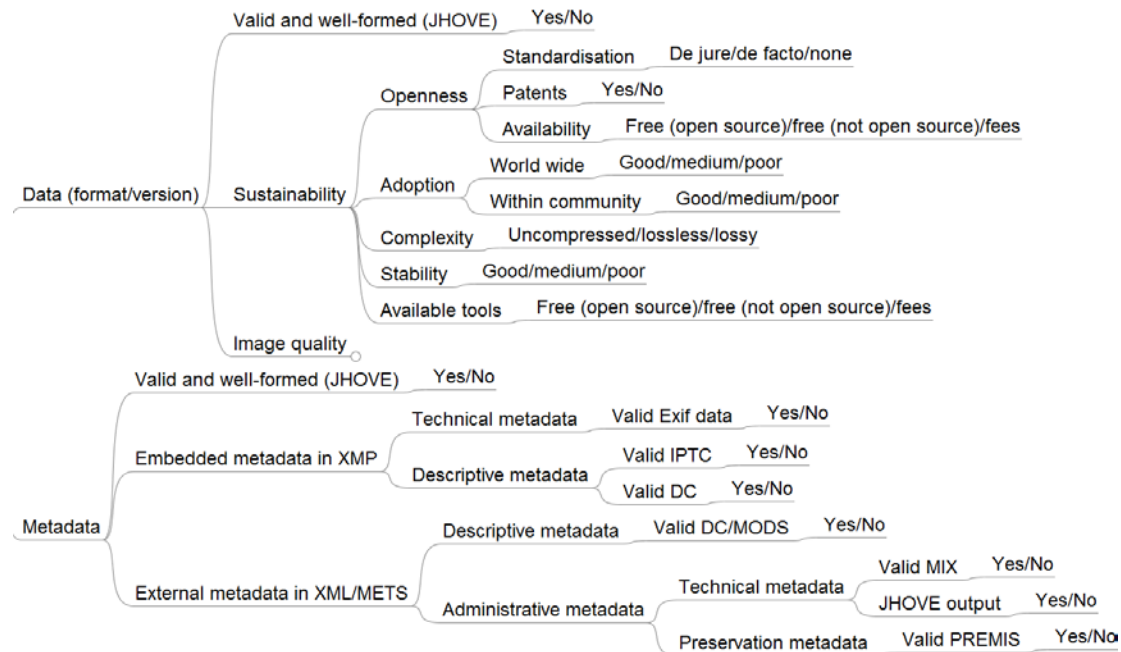 Valid and well-formed (JHOVE) Yes/No
Standardisation De jure/de facto/none
Openness Patents Yes/No
Availability Free (open source)/free (not open source)/fees
World wide Good/medium/poor
Data (format/version) Sustainability Adoption
Within community Good/medium/poor
Complexity Uncompressed/lossless/lossy
Stability Good/medium/poor
Available tools Free (open source)/free (not open source)/fees
Image quality
Valid and well-formed (JHOVE) Yes/No
Technical metadata Valid Exif data Yes/No
Embedded metadata in XMP
Valid IPTC Yes/No
Descriptive metadata
Valid DC Yes/No
Metadata
Descriptive metadata Valid DC/MODS Yes/No
External metadata in XML/METS
Valid MIX Yes/No
Technical metadata
JHOVE output Yes/No
Administrative metadata
Preservation metadata Valid PREMIS Yes/No